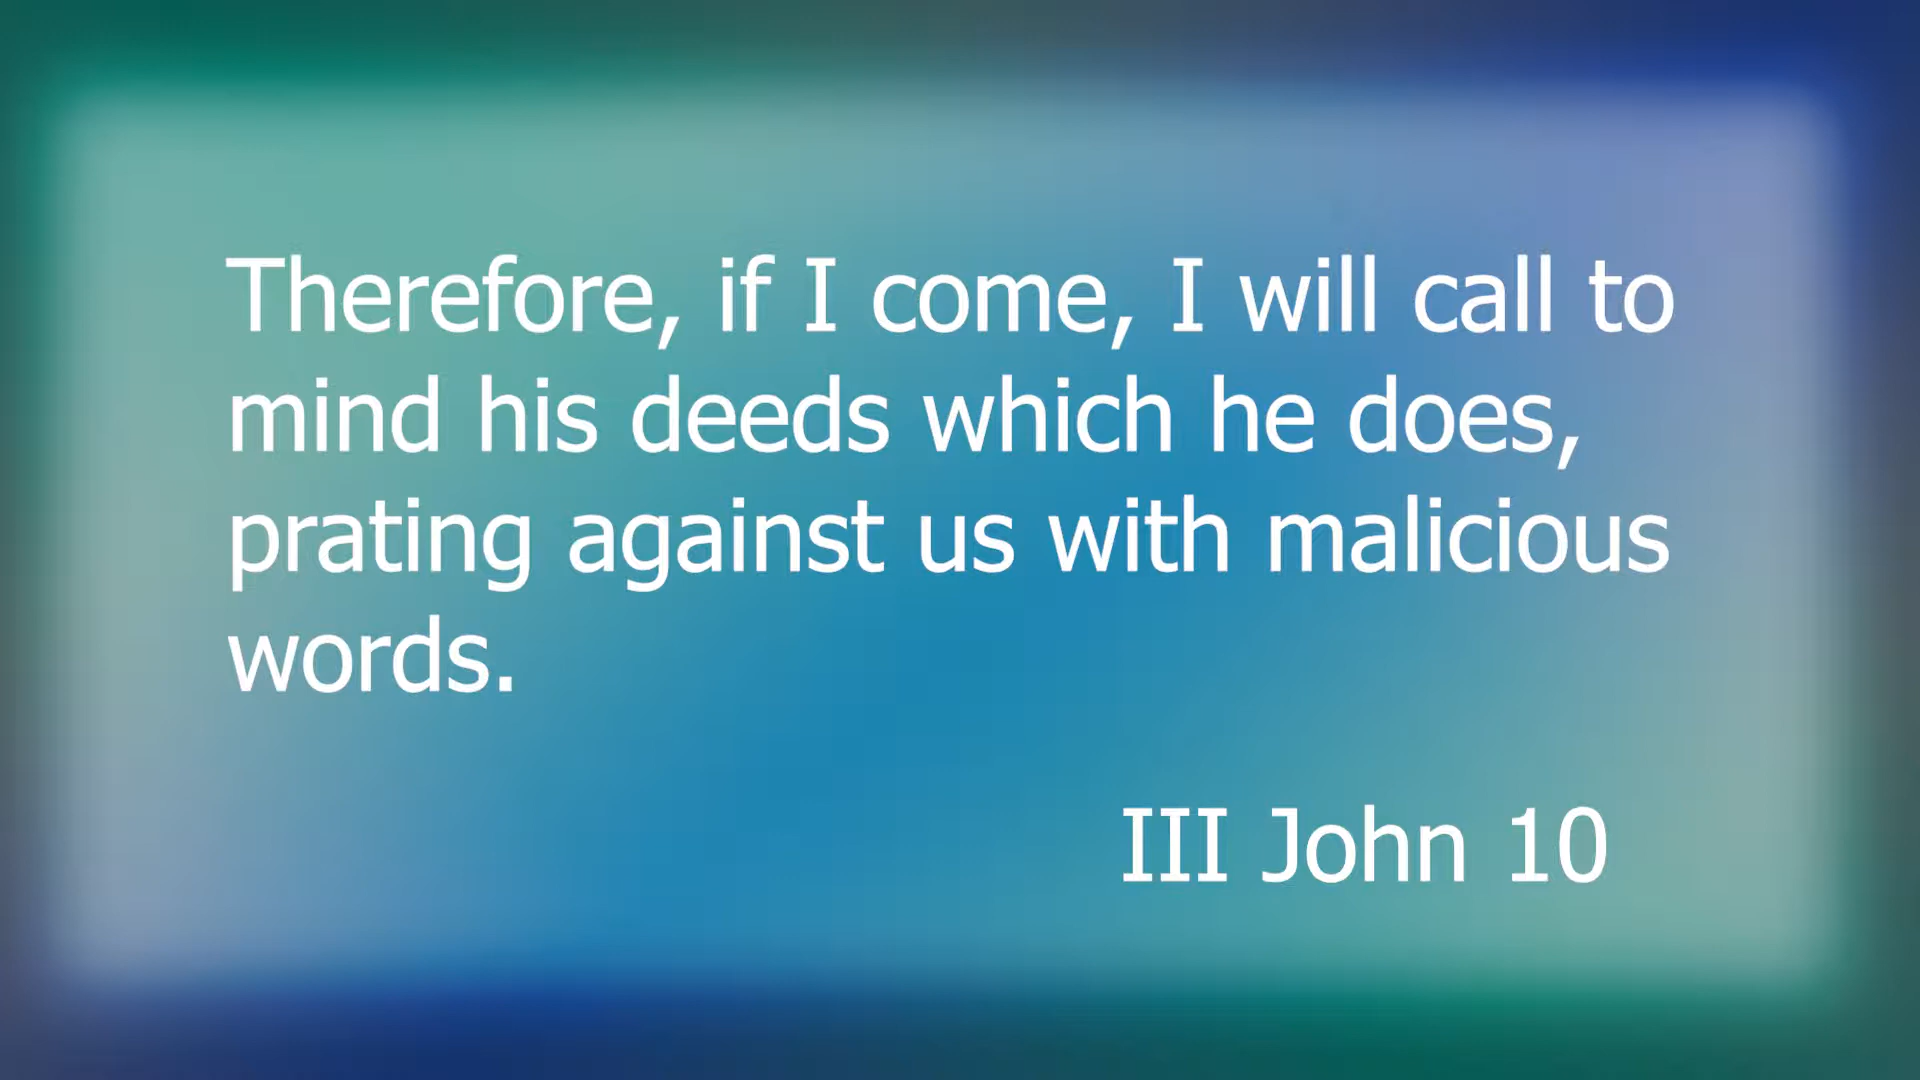 Therefore, if I come, I will call to
mind his deeds which he does,
prating against us with malicious
words.
III John 10